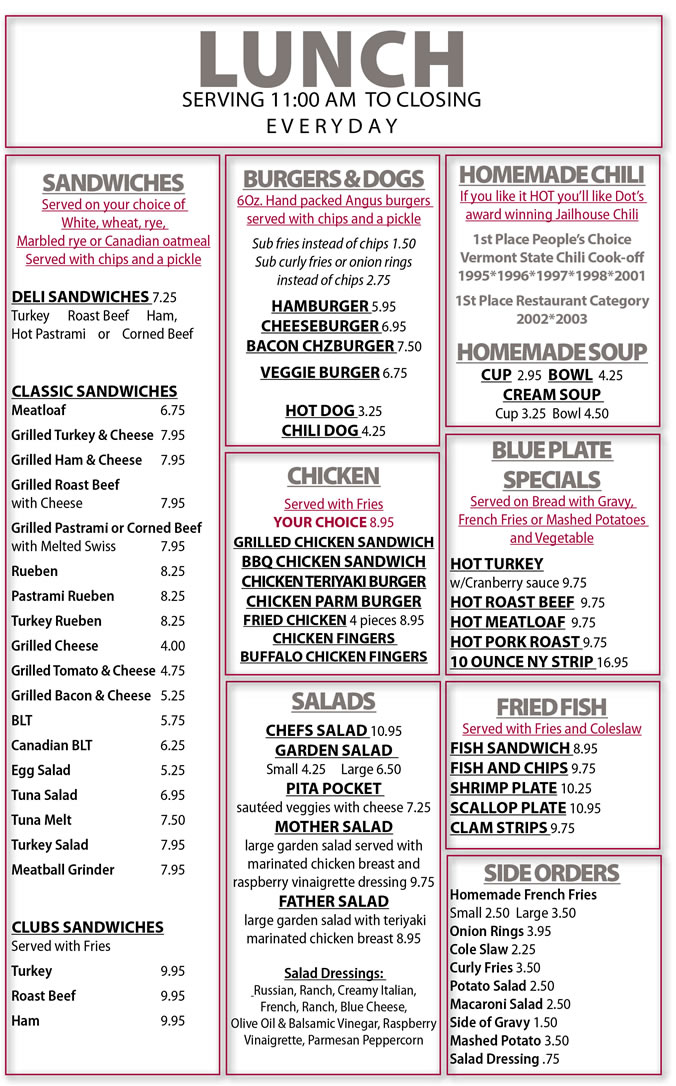 LUNCH
SERVING 11:00 AM TO CLOSING
EVERYDAY
SANDWICHES
Served on your choice of
White, wheat, rye,
Marbled rye or Canadian oatmeal
Served with chips and a pickle
DELI SANDWICHES 7.25
Turkey Roast Beef Ham,
Hot Pastrami or Corned Beef
CLASSIC SANDWICHES
Meatloaf 6.75
Grilled Turkey & Cheese 7.95
Grilled Ham & Cheese 7.95
Grilled Roast Beef
with Cheese 7.95
Grilled Pastrami or Corned Beef
with Melted Swiss 7.95
Rueben 8.25
Pastrami Rueben 8.25
Turkey Rueben 8.25
Grilled Cheese 4.00
Grilled Tomato & Cheese 4.75
Grilled Bacon & Cheese 5.25
BLT 5.75
Canadian BLT 6.25
Egg Salad 5.25
Tuna Salad 6.95
Tuna Melt 7.50
Turkey Salad 7.95
Meatball Grinder 7.95
CLUBS SANDWICHES
Served with Fries
Turkey 9.95
Roast Beef 9.95
Ham 9.95
BURGERS & DOGS
6Oz. Hand packed Angus burgers
served with chips and a pickle
Sub fries instead of chips 1.50
Sub curly fries or onion rings
instead of chips 2.75
HAMBURGER 5.95
CHEESEBURGER 6.95
BACON CHZBURGER 7.50
VEGGIE BURGER 6.75
HOT DOG 3.25
CHILI DOG 4.25
CHICKEN
Served with Fries
YOUR CHOICE 8.95
GRILLED CHICKEN SANDWICH
BBQ CHICKEN SANDWICH
CHICKEN TERIYAKI BURGER
CHICKEN PARM BURGER
FRIED CHICKEN 4 pieces 8.95
CHICKEN FINGERS
BUFFALO CHICKEN FINGERS
SALADS
CHEFS SALAD 10.95
GARDEN SALAD
Small 4.25 Large 6.50
PITA POCKET
sautéed veggies with cheese 7.25
MOTHER SALAD
large garden salad served with
marinated chicken breast and
raspberry vinaigrette dressing 9.75
FATHER SALAD
large garden salad with teriyaki
marinated chicken breast 8.95
Salad Dressings:
Russian, Ranch, Creamy Italian,
French, Ranch, Blue Cheese,
Olive Oil & Balsamic Vinegar, Raspberry
Vinaigrette, Parmesan Peppercorn
HOMEMADE CHILI
If you like it HOT you'll like Dot's
award winning Jailhouse Chili
1st Place People's Choice
Vermont State Chili Cook-off
1995*1996*1997*1998*2001
1St Place Restaurant Category
2002*2003
HOMEMADE SOUP
CUP 2.95 BOWL 4.25
CREAM SOUP
Cup 3.25 Bowl 4.50
BLUE PLATE
SPECIALS
Served on Bread with Gravy,
French Fries or Mashed Potatoes
and Vegetable
HOT TURKEY
w/Cranberry sauce 9.75
HOT ROAST BEEF 9.75
HOT MEATLOAF 9.75
HOT PORK ROAST 9.75
10 OUNCE NY STRIP 16.95
FRIED FISH
Served with Fries and Coleslaw
FISH SANDWICH 8.95
FISH AND CHIPS 9.75
SHRIMP PLATE 10.25
SCALLOP PLATE 10.95
CLAM STRIPS 9.75
SIDE ORDERS
Homemade French Fries
Small 2.50 Large 3.50
Onion Rings 3.95
Cole Slaw 2.25
Curly Fries 3.50
Potato Salad 2.50
Macaroni Salad 2.50
Side of Gravy 1.50
Mashed Potato 3.50
Salad Dressing .75